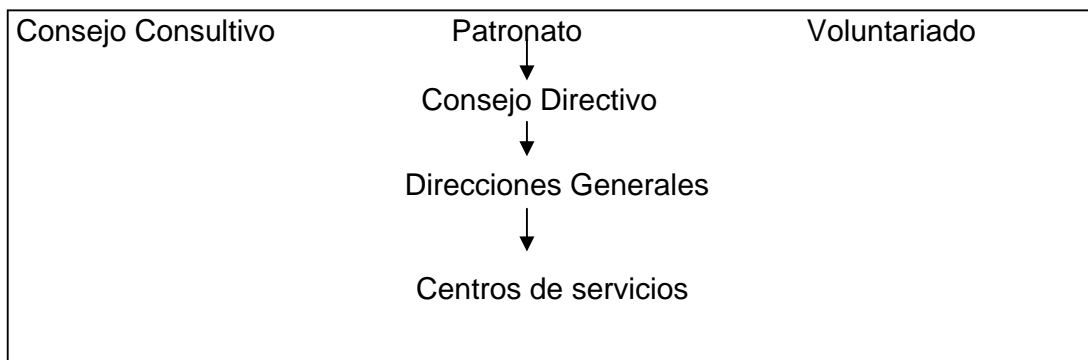 Consejo Consultivo Patronato Voluntariado
Consejo Directivo
Direcciones Generales
Centros de servicios